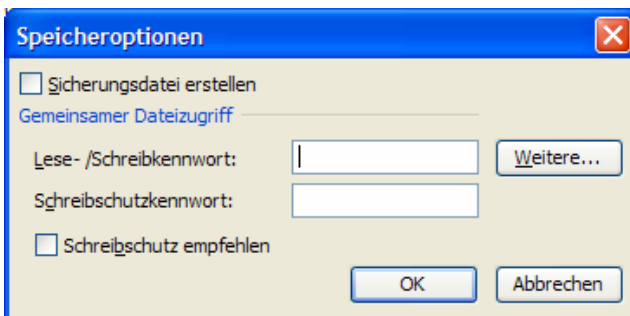 Speicheroptionen
Sicherungsdatei erstellen
Gemeinsamer Dateizugriff
Lese- /Schreibkennwort:
Weitere...
Schreibschutzkennwort:
Schreibschutz empfehlen
OK
Abbrechen